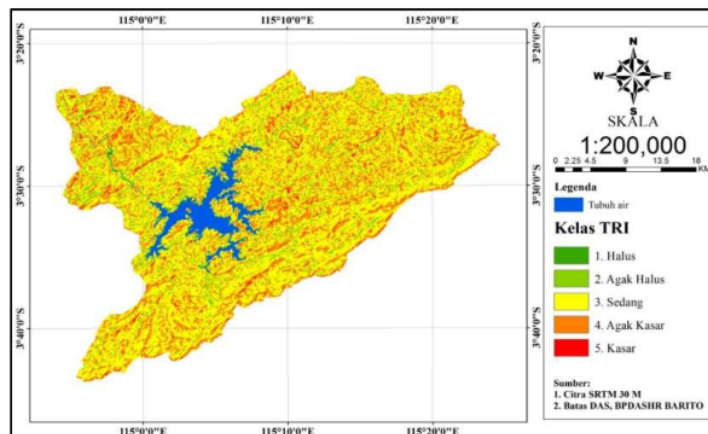 115°0'0"E 115°10'0"E 115°20'0"E
3°20'0"S 3°20'0"S
3°30'0"S 3°30'0"S
3°40'0"S 3°40'0"S
115°0'0"E 115°10'0"E 115°20'0"E
N
W E
S
SKALA
1:200,000
0 2.25 4.5 9 13.5 18
KM
Legenda
Tubuh air
Kelas TRI
1. Halus
2. Agak Halus
3. Sedang
4. Agak Kasar
5. Kasar
Sumber:
1. Citra SRTM 30 M
2. Batas DAS, BPDASHR BARITO